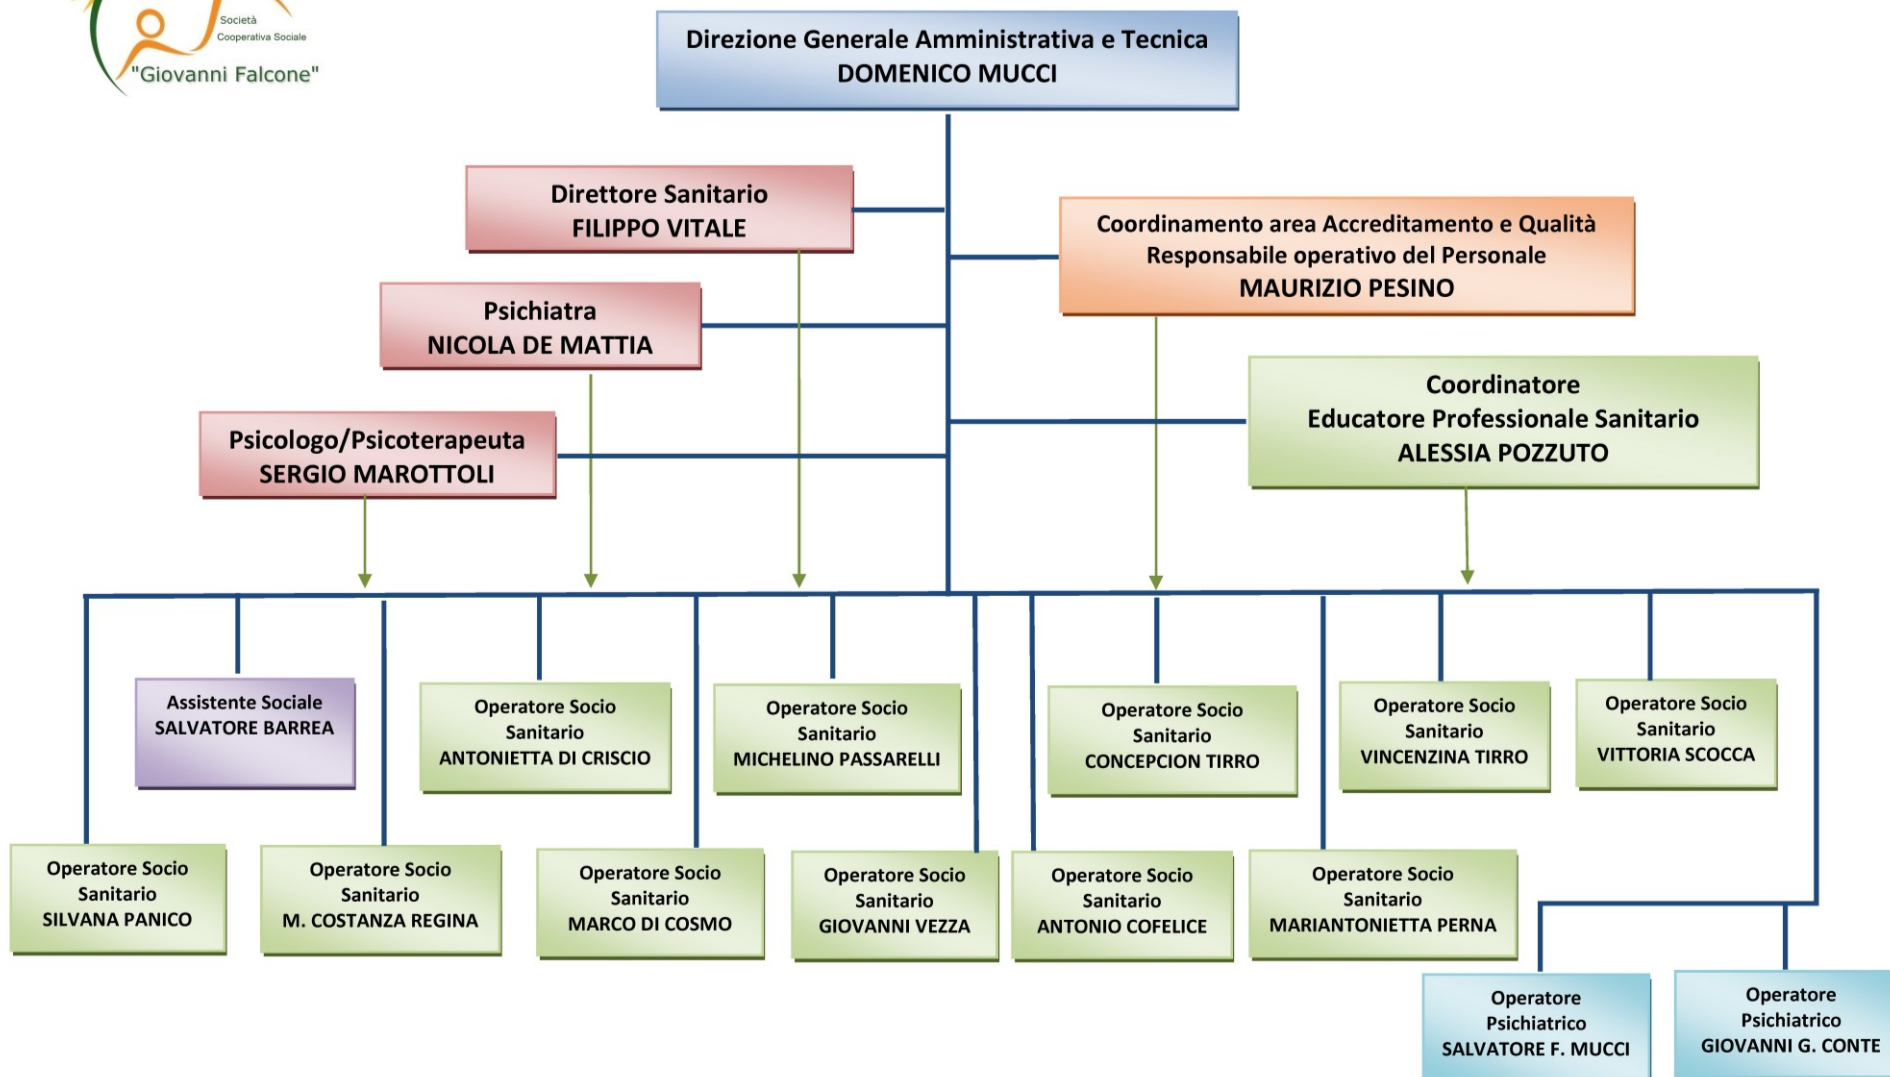 Società
Cooperativa Sociale
"Giovanni Falcone"
Direzione Generale Amministrativa e Tecnica
DOMENICO MUCCI
Direttore Sanitario
FILIPPO VITALE
Coordinamento area Accreditamento e Qualità
Responsabile operativo del Personale
MAURIZIO PESINO
Psichiatra
NICOLA DE MATTIA
Coordinatore
Educatore Professionale Sanitario
ALESSIA POZZUTO
Psicologo/Psicoterapeuta
SERGIO MAROTTOLI
Assistente Sociale
SALVATORE BARREA
Operatore Socio
Sanitario
ANTONIETTA DI CRISCIO
Operatore Socio
Sanitario
MICHELINO PASSARELLI
Operatore Socio
Sanitario
CONCEPCION TIRRO
Operatore Socio
Sanitario
VINCENZINA TIRRO
Operatore Socio
Sanitario
VITTORIA SCOCCA
Operatore Socio
Sanitario
SILVANA PANICO
Operatore Socio
Sanitario
M. COSTANZA REGINA
Operatore Socio
Sanitario
MARCO DI COSMO
Operatore Socio
Sanitario
GIOVANNI VEZZA
Operatore Socio
Sanitario
ANTONIO COFELICE
Operatore Socio
Sanitario
MARIANTONIETTA PERNA
Operatore
Psichiatrico
SALVATORE F. MUCCI
Operatore
Psichiatrico
GIOVANNI G. CONTE